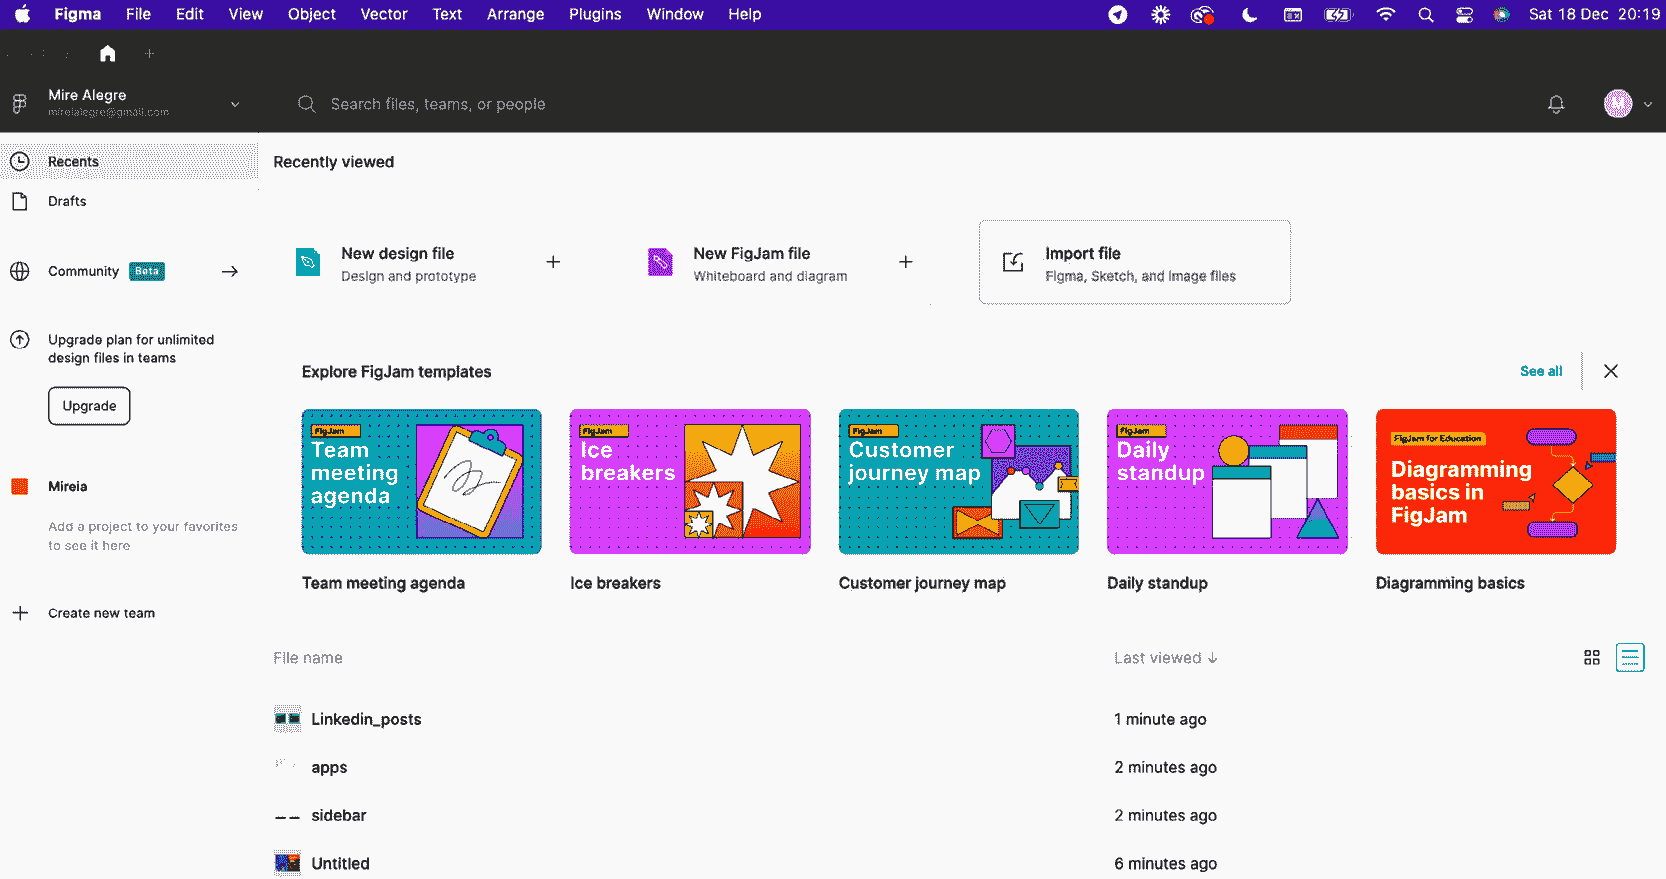 Figma File Edit View Object Vector Text Arrange Plugins Window Help Sat 18 Dec 20:19
Mire Alegre
mireialegre@gmail.com
Search files, teams, or people
M
Recents
Drafts
Community Beta
Upgrade plan for unlimited
design files in teams
Upgrade
Mireia
Add a project to your favorites
to see it here
Create new team
Recently viewed
New design file
Design and prototype
New FigJam file
Whiteboard and diagram
Import file
Figma, Sketch, and image files
Explore FigJam templates
See all
FigJam
Team
meeting
agenda
Team meeting agenda
FigJam
Ice
breakers
Ice breakers
FigJam
Customer
journey map
Customer journey map
FigJam
Daily
standup
Daily standup
FigJam for Education
Diagramming
basics in
FigJam
Diagramming basics
File name Last viewed
Linkedin_posts 1 minute ago
apps 2 minutes ago
sidebar 2 minutes ago
Untitled 6 minutes ago